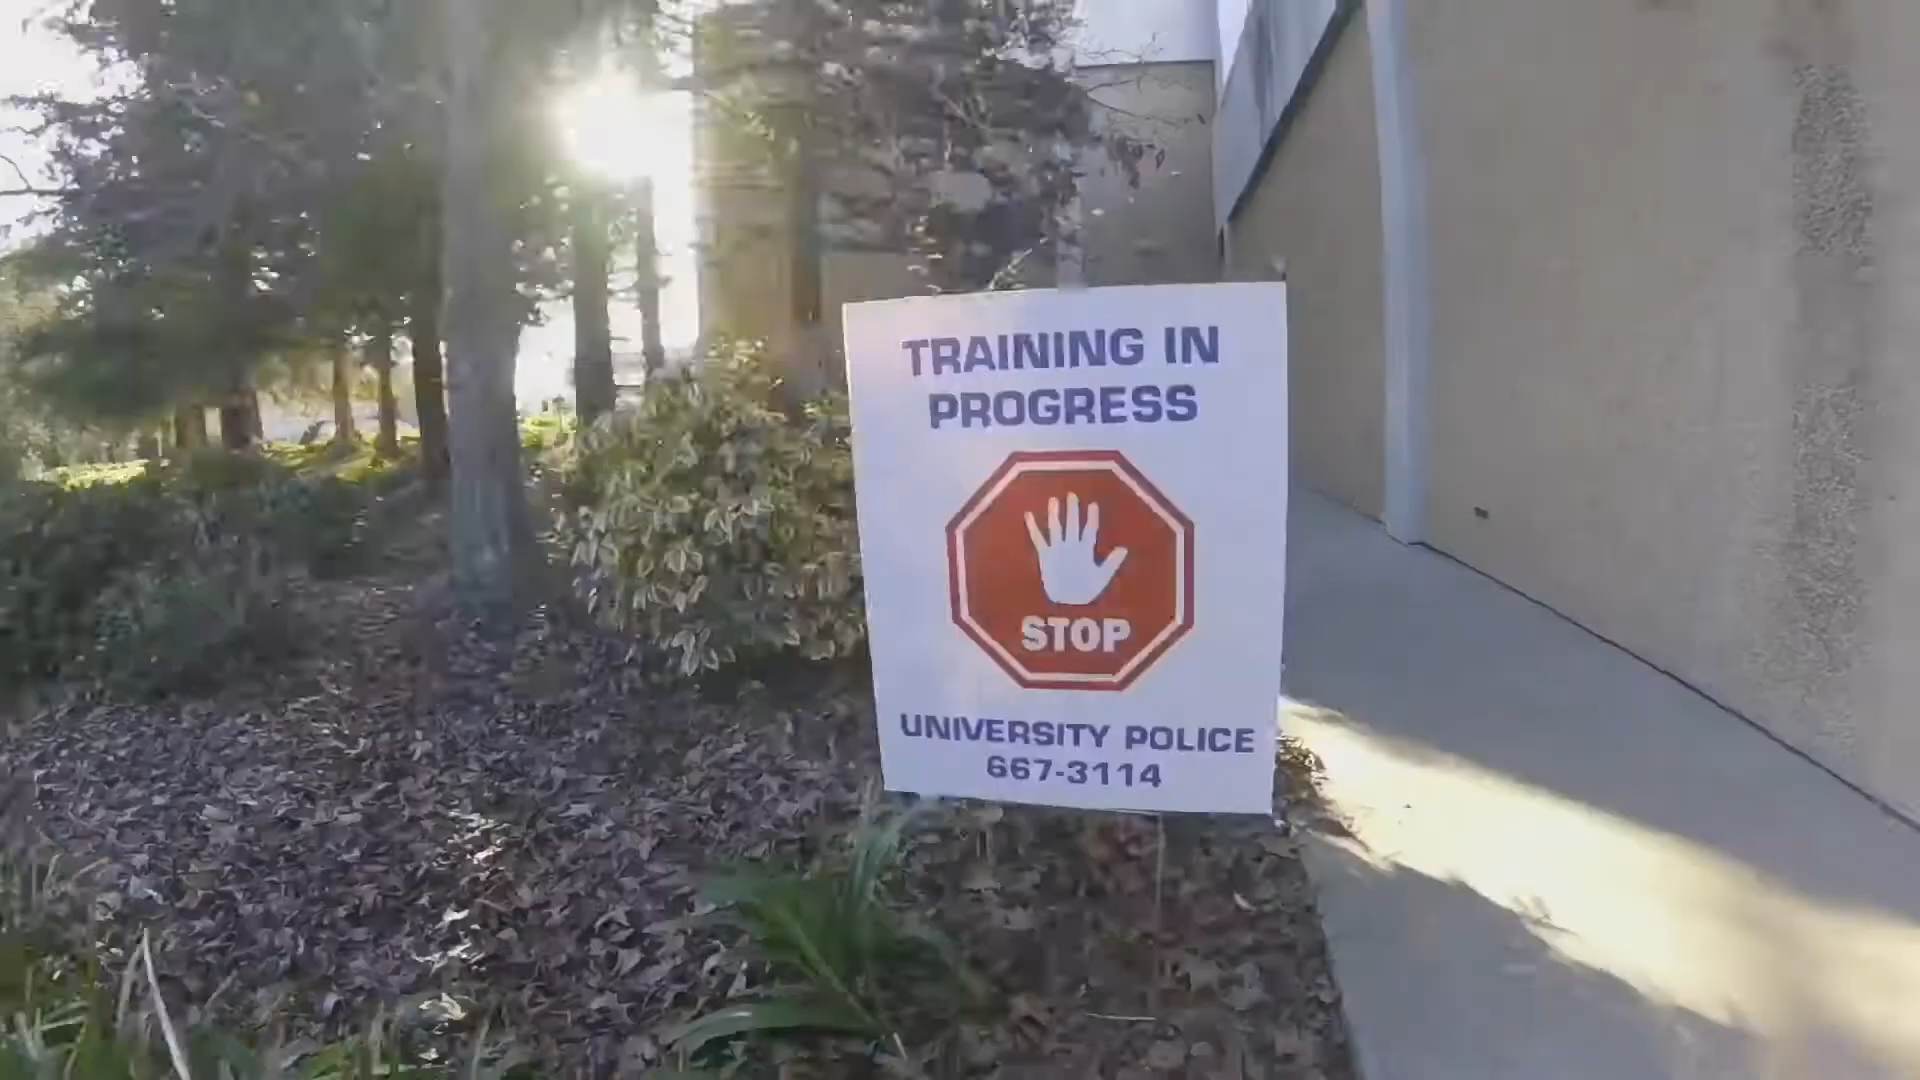 TRAINING IN
PROGRESS
STOP
UNIVERSITY POLICE
667-3114